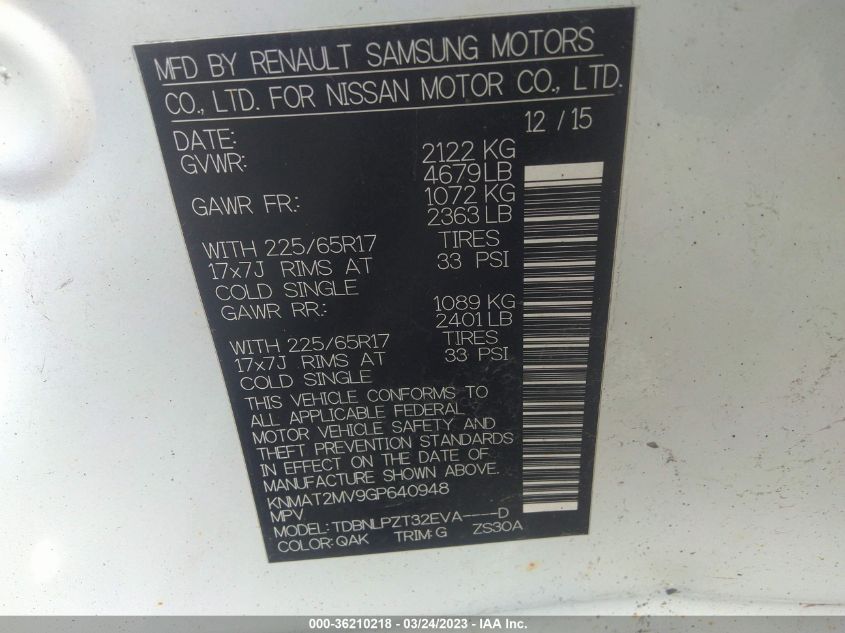 MFD BY RENAULT SAMSUNG MOTORS
CO., LTD. FOR NISSAN MOTOR CO., LTD.
DATE: 12 / 15
GVWR: 2122 KG
4679 LB
GAWR FR: 1072 KG
2363 LB
WITH 225/65R17 TIRES
17x7J RIMS AT 33 PSI
COLD SINGLE
GAWR RR: 1089 KG
2401 LB
WITH 225/65R17 TIRES
17x7J RIMS AT 33 PSI
COLD SINGLE
THIS VEHICLE CONFORMS TO
ALL APPLICABLE FEDERAL
MOTOR VEHICLE SAFETY AND
THEFT PREVENTION STANDARDS
IN EFFECT ON THE DATE OF
MANUFACTURE SHOWN ABOVE.
KNMAT2MV9GP640948
MPV
MODEL: TDBNLPZT32EVA----D
COLOR: QAK TRIM: G ZS30A
000-36210218 - 03/24/2023 - IAA Inc.